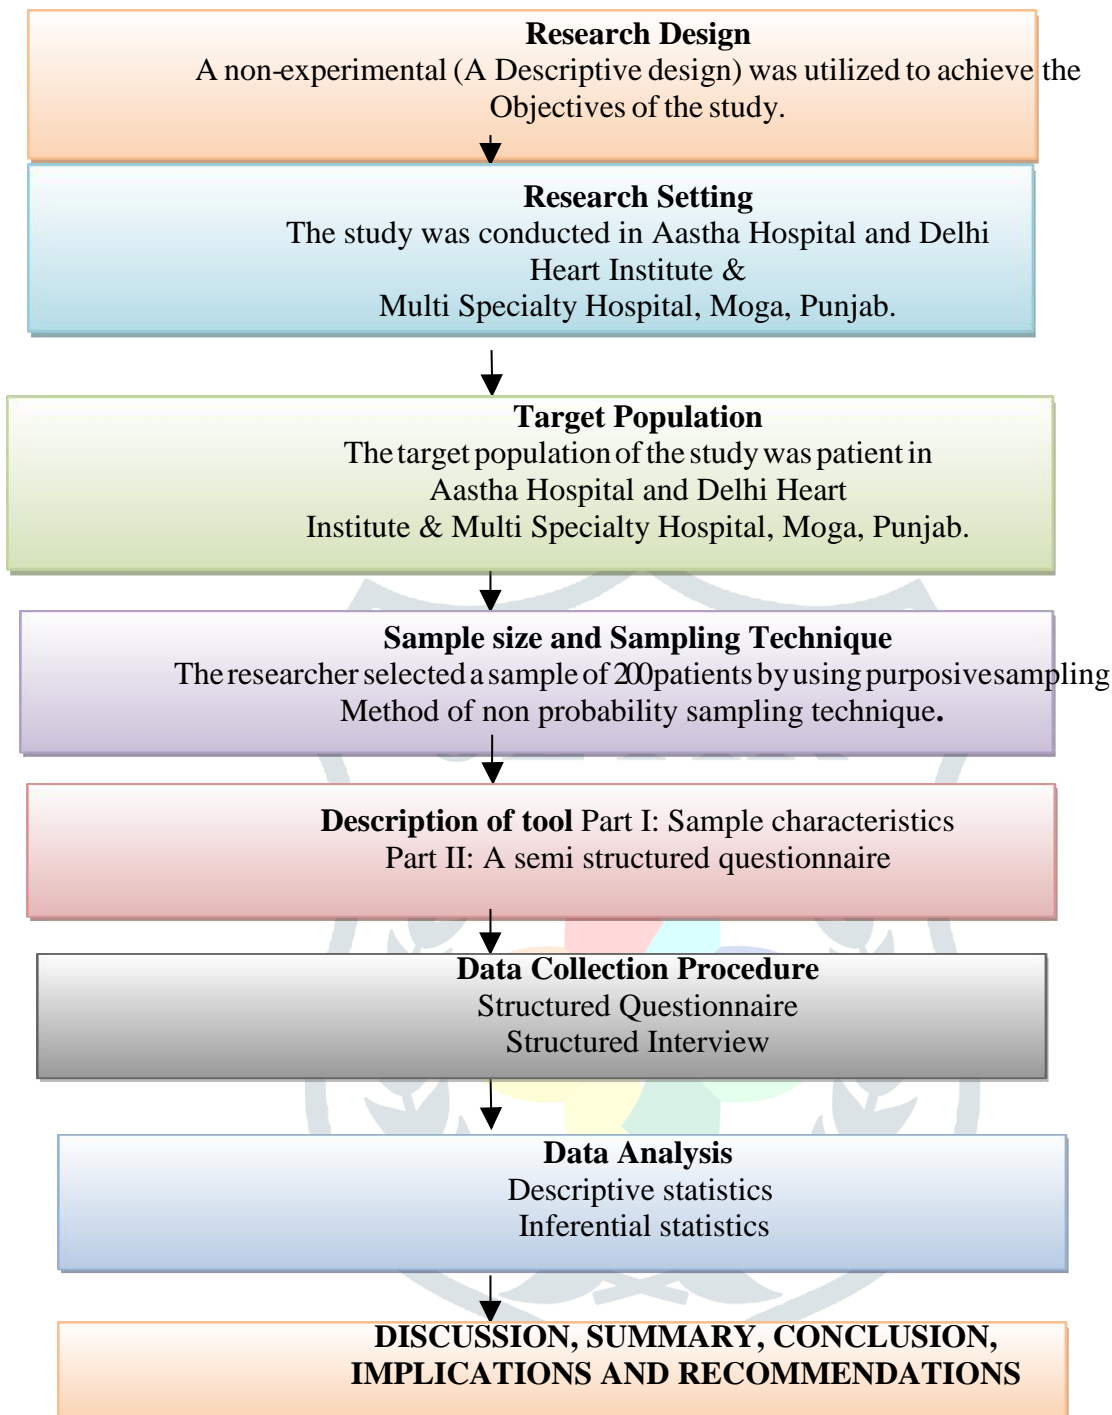 Research Design
A non-experimental (A Descriptive design) was utilized to achieve the
Objectives of the study.
Research Setting
The study was conducted in Aastha Hospital and Delhi
Heart Institute &
Multi Specialty Hospital, Moga, Punjab.
Target Population
The target population of the study was patient in
Aastha Hospital and Delhi Heart
Institute & Multi Specialty Hospital, Moga, Punjab.
Sample size and Sampling Technique
The researcher selected a sample of 200 patients by using purposive sampling
Method of non probability sampling technique.
Description of tool Part I: Sample characteristics
Part II: A semi structured questionnaire
Data Collection Procedure
Structured Questionnaire
Structured Interview
Data Analysis
Descriptive statistics
Inferential statistics
DISCUSSION, SUMMARY, CONCLUSION,
IMPLICATIONS AND RECOMMENDATIONS